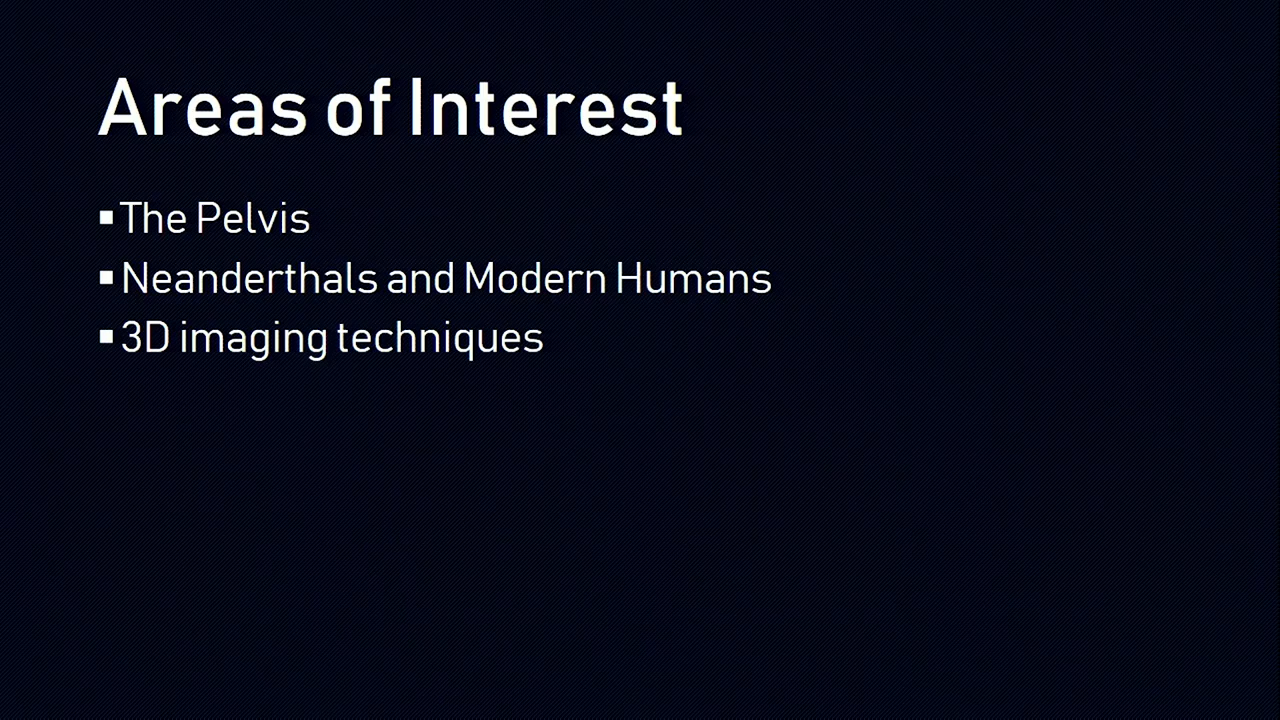 Areas of Interest
▪The Pelvis
▪Neanderthals and Modern Humans
▪3D imaging techniques